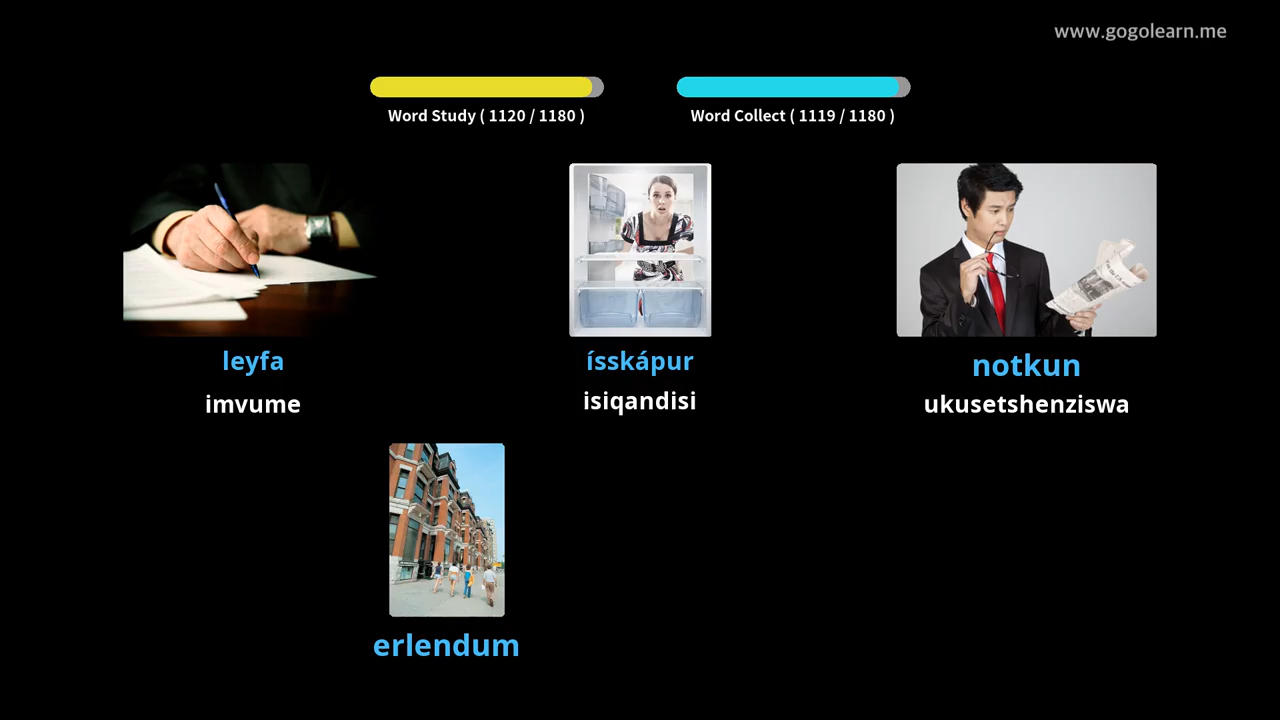 www.gogolearn.me
Word Study ( 1120 / 1180 )
Word Collect ( 1119 / 1180 )
leyfa
imvume
ísskápur
isiqandisi
notkun
ukusetshenziswa
erlendum